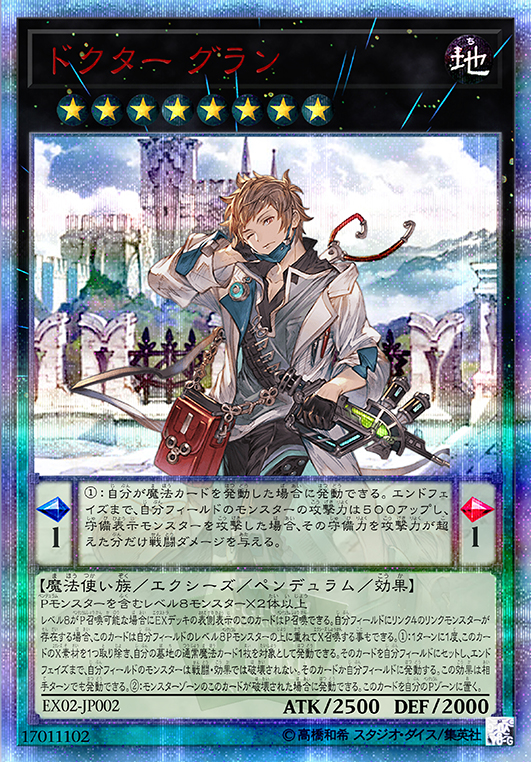 ドクター グラン
地
①：自分が魔法カードを発動した場合に発動できる。エンドフェ
イズまで、自分フィールドのモンスターの攻撃力は５００アップし、
守備表示モンスターを攻撃した場合、その守備力を攻撃力が超
えた分だけ戦闘ダメージを与える。
1
1
【魔法使い族／エクシーズ／ペンデュラム／効果】
Pモンスターを含むレベル8モンスター×2体以上
レベル8がP召喚可能な場合にEXデッキの表側表示のこのカードはP召喚できる。自分フィールドにリンク4のリンクモンスターが
存在する場合、このカードは自分フィールドのレベル8Pモンスターの上に重ねてX召喚する事もできる。①：1ターンに1度、このカー
ドのX素材を1つ取り除き、自分の墓地の通常魔法カード1枚を対象として発動できる。そのカードを自分フィールドにセットし、エンド
フェイズまで、自分フィールドのモンスターは戦闘・効果では破壊されない。そのカードが自分フィールドに発動する。この効果は相
手ターンでも発動できる。②：モンスターゾーンのこのカードが破壊された場合に発動できる。このカードを自分のPゾーンに置く。
EX02-JP002
ATK/2500 DEF/2000
17011102
©高橋和希 スタジオ・ダイス/集英社